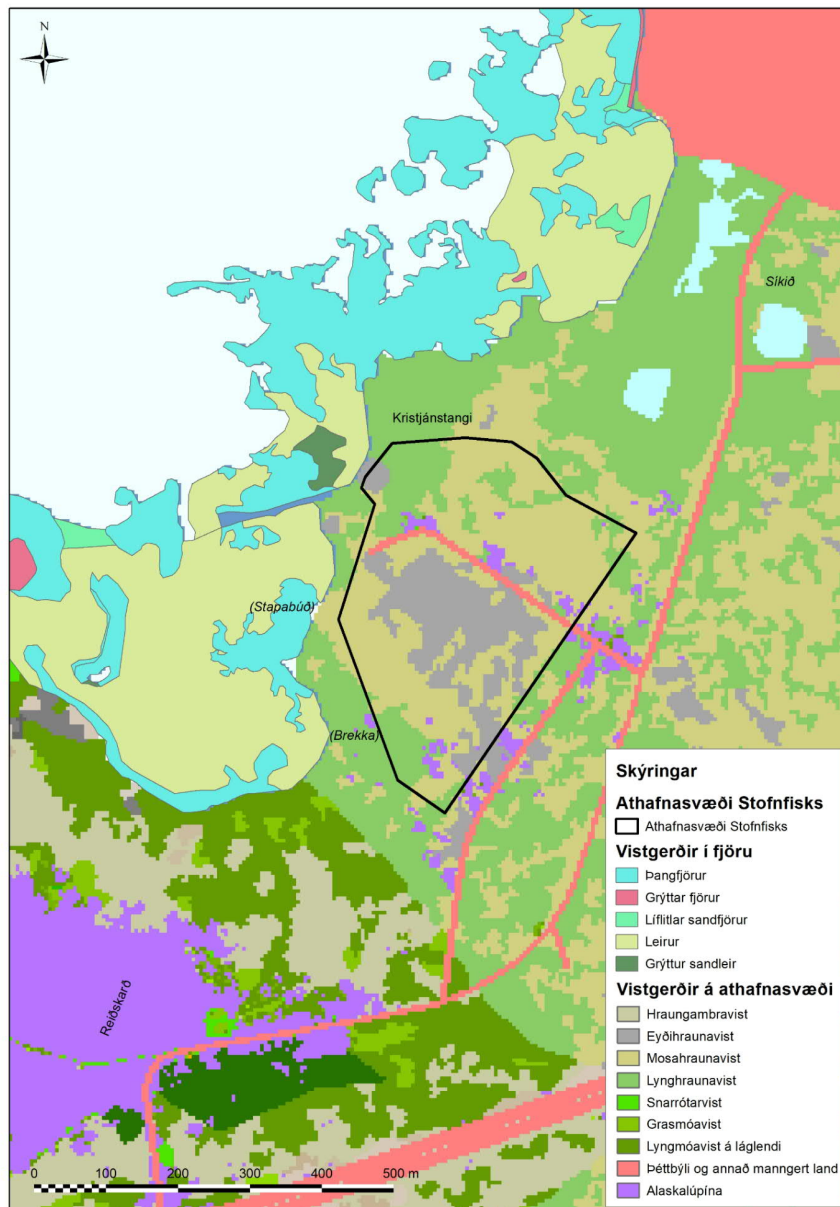 N
Síkið
Kristjánstangi
(Stapabúð)
(Brekka)
Reiðskarð
0 100 200 300 400 500 m
Skýringar
Athafnasvæði Stofnfisks
Athafnasvæði Stofnfisks
Vistgerðir í fjöru
Þangfjörur
Grýttar fjörur
Líflitlar sandfjörur
Leirur
Grýttur sandleir
Vistgerðir á athafnasvæði
Hraungambravist
Eyðihraunavist
Mosahraunavist
Lynghraunavist
Snarrótarvist
Grasmóavist
Lyngmóavist á láglendi
Þéttbýli og annað manngert land
Alaskalúpína